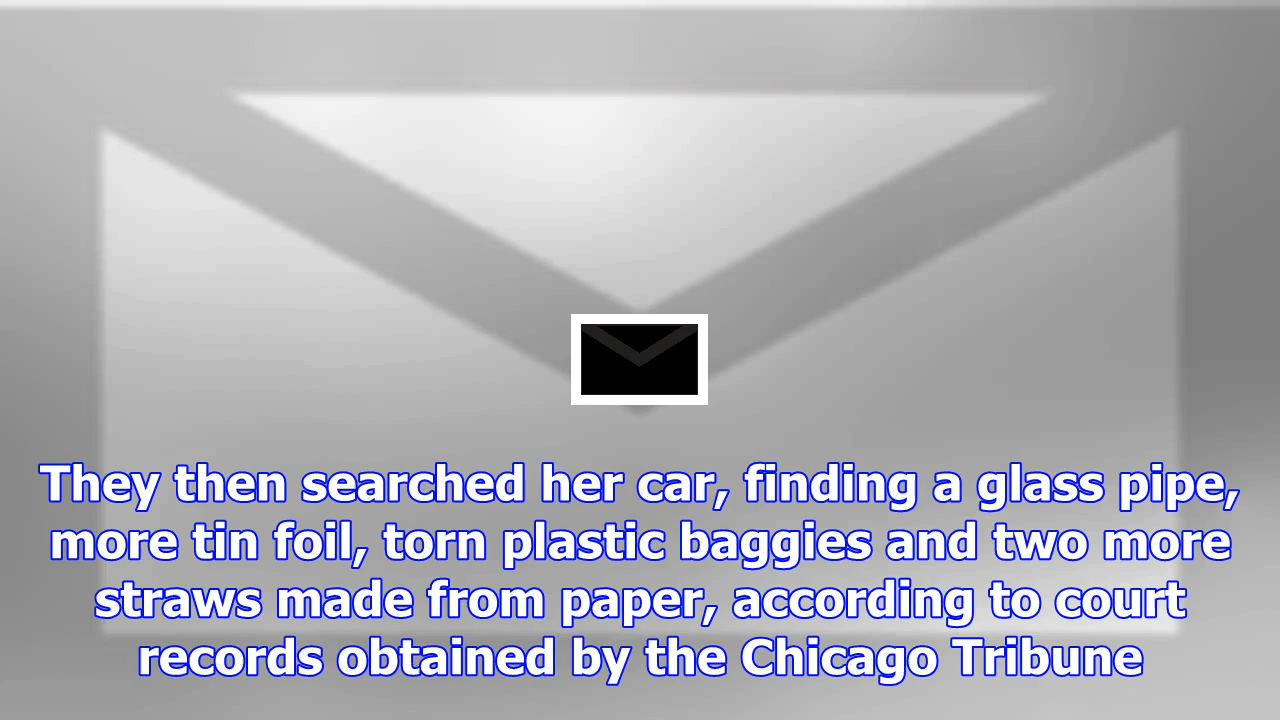 They then searched her car, finding a glass pipe,
more tin foil, torn plastic baggies and two more
straws made from paper, according to court
records obtained by the Chicago Tribune